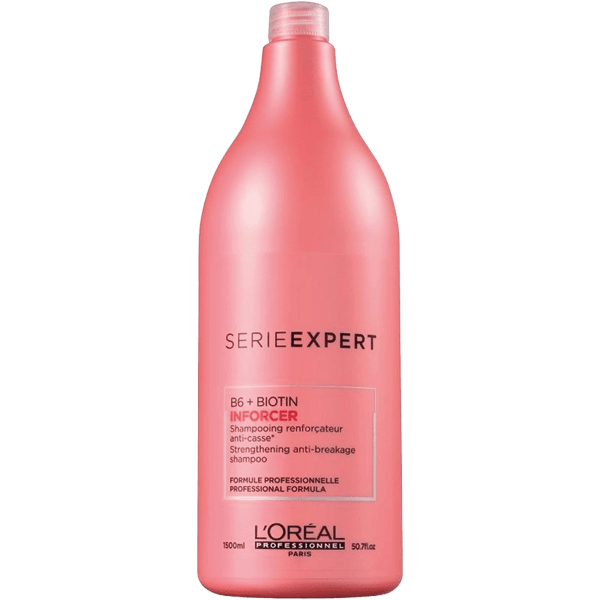 SERIEEXPERT
B6 + BIOTIN
INFORCER
Shampooing renforçateur
anti-casse*
Strengthening anti-breakage
shampoo
FORMULE PROFESSIONNELLE
PROFESSIONAL FORMULA
L'ORÉAL
PROFESSIONNEL
PARIS
1500ml
50.7fl.oz